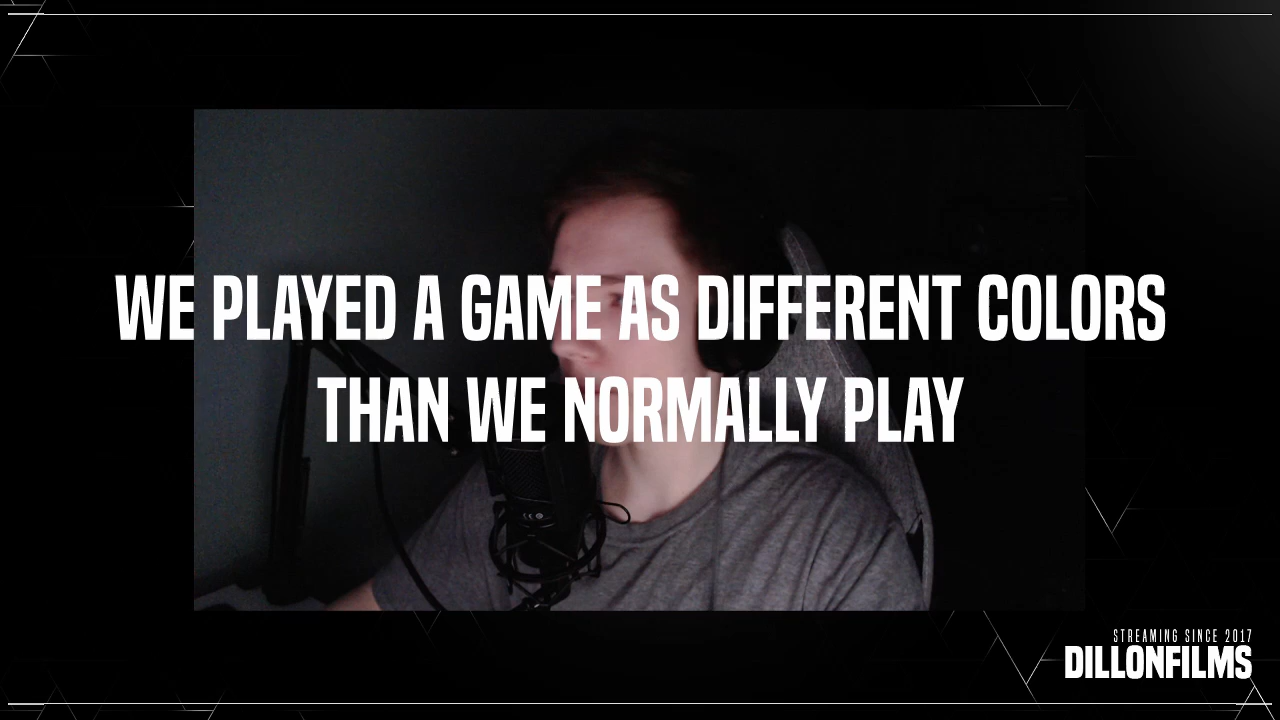 WE PLAYED A GAME AS DIFFERENT COLORS
THAN WE NORMALLY PLAY
STREAMING SINCE 2017
DILLONFILMS